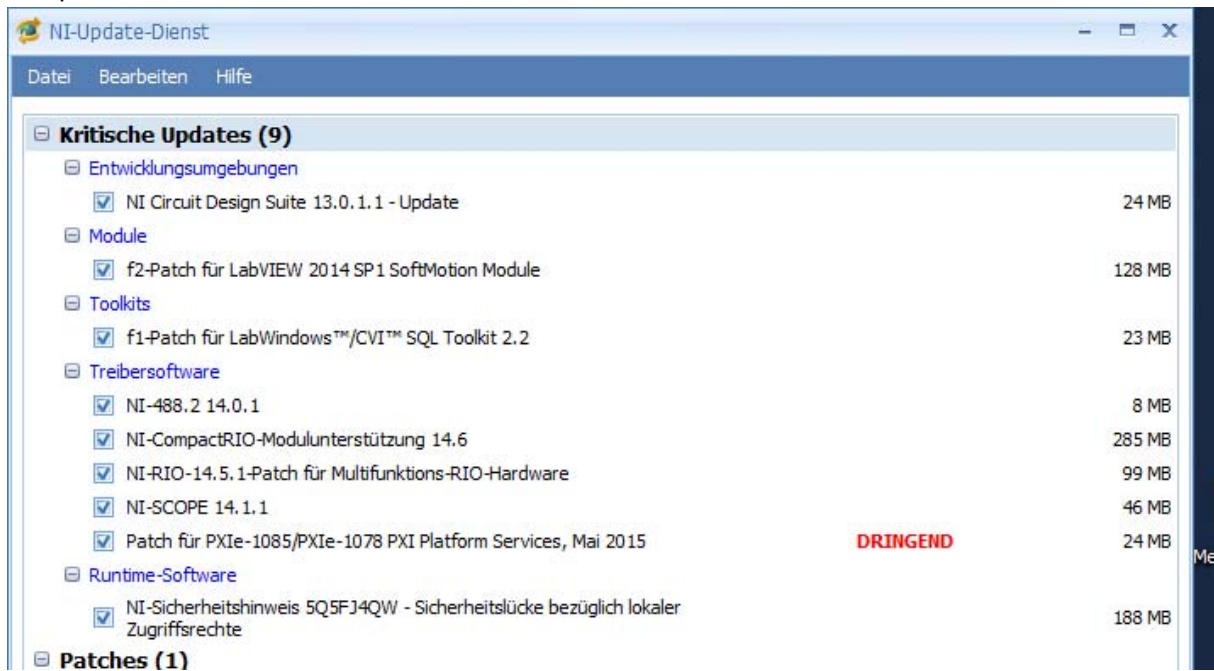 NI-Update-Dienst
Datei Bearbeiten Hilfe
Kritische Updates (9)
Entwicklungsumgebungen
NI Circuit Design Suite 13.0.1.1 - Update 24 MB
Module
f2-Patch für LabVIEW 2014 SP1 SoftMotion Module 128 MB
Toolkits
f1-Patch für LabWindows™/CVI™ SQL Toolkit 2.2 23 MB
Treibersoftware
NI-488.2 14.0.1 8 MB
NI-CompactRIO-Modulunterstützung 14.6 285 MB
NI-RIO-14.5.1-Patch für Multifunktions-RIO-Hardware 99 MB
NI-SCOPE 14.1.1 46 MB
Patch für PXIe-1085/PXIe-1078 PXI Platform Services, Mai 2015 DRINGEND 24 MB
Me
Runtime-Software
NI-Sicherheitshinweis 5Q5FJ4QW - Sicherheitslücke bezüglich lokaler
Zugriffsrechte 188 MB
Patches (1)